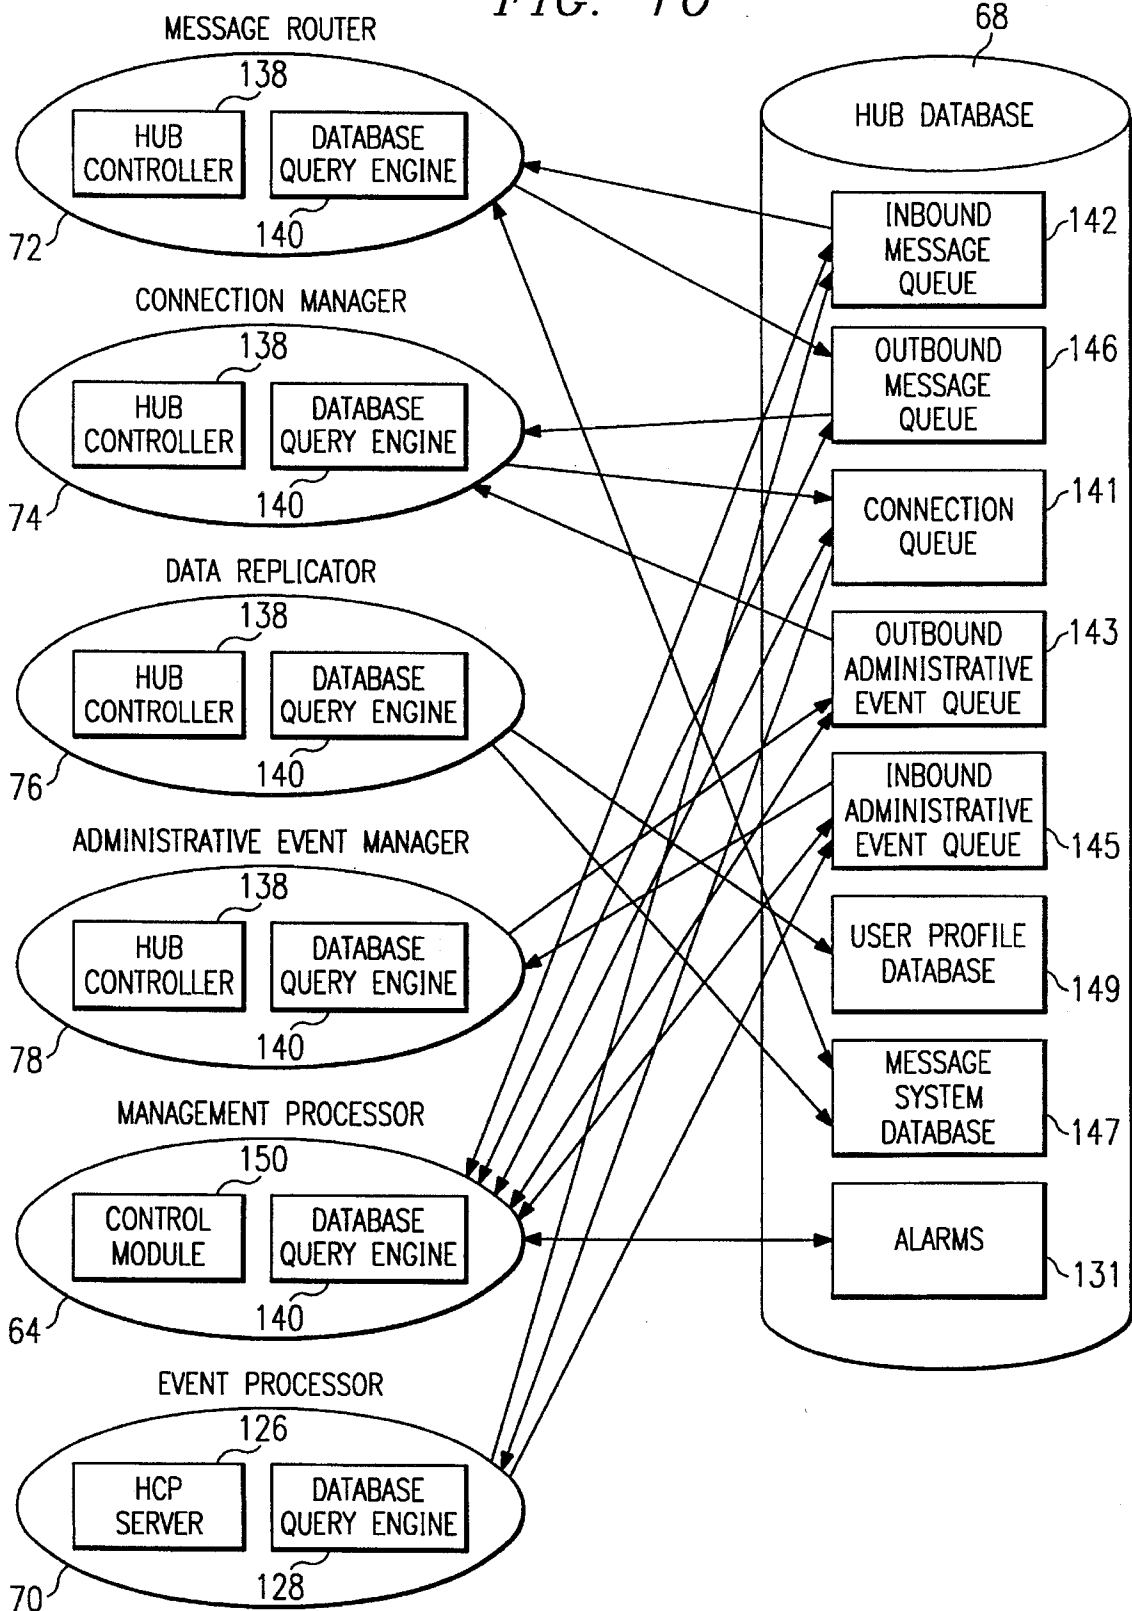 FIG. 10
MESSAGE ROUTER
138
HUB
CONTROLLER
DATABASE
QUERY ENGINE
140
72
CONNECTION MANAGER
138
HUB
CONTROLLER
DATABASE
QUERY ENGINE
140
74
DATA REPLICATOR
138
HUB
CONTROLLER
DATABASE
QUERY ENGINE
140
76
ADMINISTRATIVE EVENT MANAGER
138
HUB
CONTROLLER
DATABASE
QUERY ENGINE
140
78
MANAGEMENT PROCESSOR
150
CONTROL
MODULE
DATABASE
QUERY ENGINE
140
64
EVENT PROCESSOR
126
HCP
SERVER
DATABASE
QUERY ENGINE
128
70
68
HUB DATABASE
INBOUND
MESSAGE
QUEUE
142
OUTBOUND
MESSAGE
QUEUE
146
CONNECTION
QUEUE
141
OUTBOUND
ADMINISTRATIVE
EVENT QUEUE
143
INBOUND
ADMINISTRATIVE
EVENT QUEUE
145
USER PROFILE
DATABASE
149
MESSAGE
SYSTEM
DATABASE
147
ALARMS
131